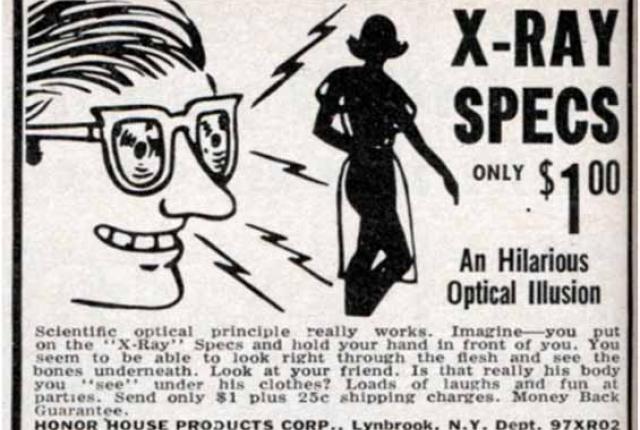 X-RAY
SPECS
ONLY $1.00
An Hilarious
Optical Illusion
Scientific optical principle really works. Imagine—you put
on the "X-Ray" Specs and hold your hand in front of you. You
seem to be able to look right through the flesh and see the
bones underneath. Look at your friend. Is that really his body
you "see" under his clothes? Loads of laughs and fun at
parties. Send only $1 plus 25c shipping charges. Money Back
Guarantee.
HONOR HOUSE PRODUCTS CORP., Lynbrook, N.Y. Dept. 97XR02